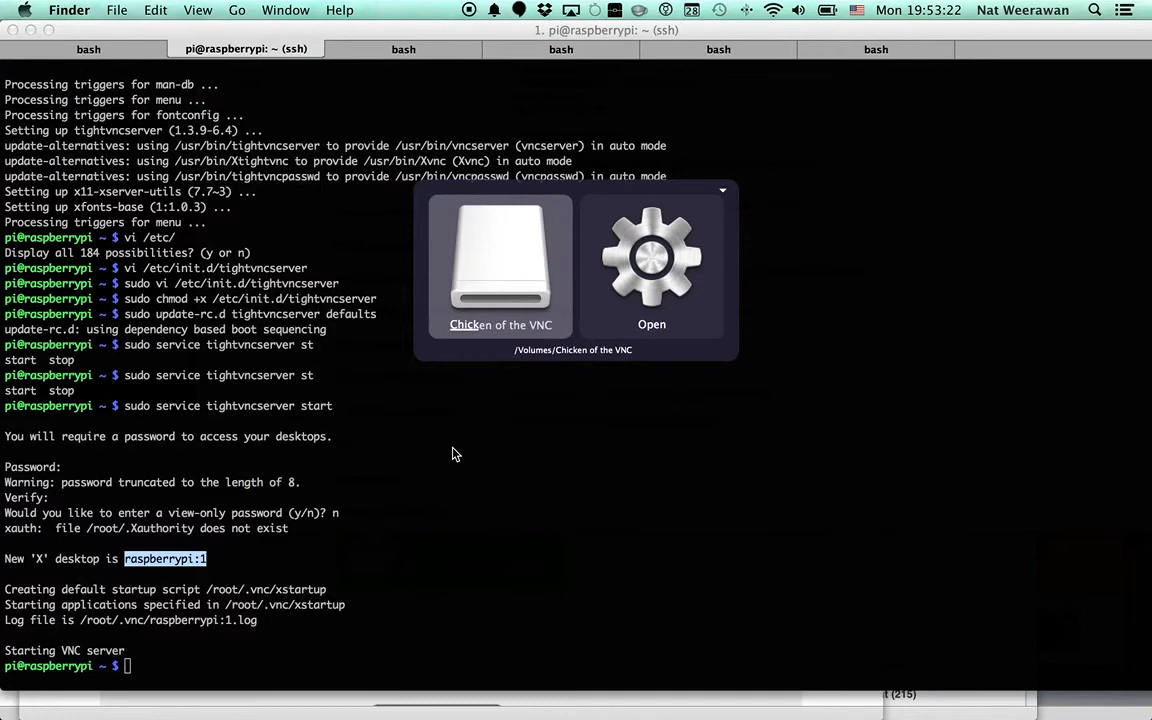 Finder File Edit View Go Window Help 28 Mon 19:53:22 Nat Weerawan
1. pi@raspberrypi: ~ (ssh)
bash pi@raspberrypi: ~ (ssh) bash bash bash bash
Processing triggers for man-db ...
Processing triggers for menu ...
Processing triggers for fontconfig ...
Setting up tightvncserver (1.3.9-6.4) ...
update-alternatives: using /usr/bin/tightvncserver to provide /usr/bin/vncserver (vncserver) in auto mode
update-alternatives: using /usr/bin/Xtightvnc to provide /usr/bin/Xvnc (Xvnc) in auto mode
update-alternatives: using /usr/bin/tightvncpasswd to provide /usr/bin/vncpasswd (vncpasswd) in auto mode
Setting up x11-xserver-utils (7.7~3) ...
Setting up xfonts-base (1:1.0.3) ...
Processing triggers for menu ...
pi@raspberrypi ~ $ vi /etc/
Display all 184 possibilities? (y or n)
pi@raspberrypi ~ $ vi /etc/init.d/tightvncserver
pi@raspberrypi ~ $ sudo vi /etc/init.d/tightvncserver
pi@raspberrypi ~ $ sudo chmod +x /etc/init.d/tightvncserver
pi@raspberrypi ~ $ sudo update-rc.d tightvncserver defaults
update-rc.d: using dependency based boot sequencing
pi@raspberrypi ~ $ sudo service tightvncserver st
start stop
pi@raspberrypi ~ $ sudo service tightvncserver st
start stop
pi@raspberrypi ~ $ sudo service tightvncserver start
You will require a password to access your desktops.
Password:
Warning: password truncated to the length of 8.
Verify:
Would you like to enter a view-only password (y/n)? n
xauth: file /root/.Xauthority does not exist
New 'X' desktop is raspberrypi:1
Creating default startup script /root/.vnc/xstartup
Starting applications specified in /root/.vnc/xstartup
Log file is /root/.vnc/raspberrypi:1.log
Starting VNC server
pi@raspberrypi ~ $
Chicken of the VNC
Open
/Volumes/Chicken of the VNC
t (215)